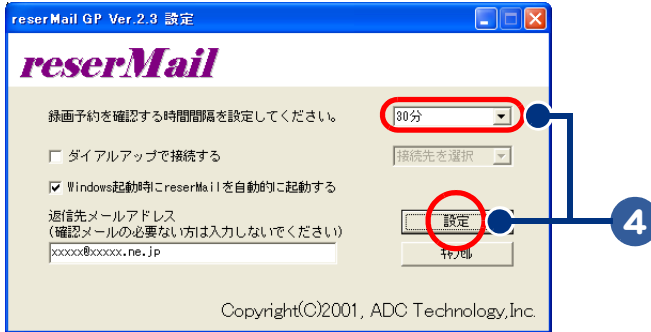 reserMail GP Ver.2.3 設定
reserMail
録画予約を確認する時間間隔を設定してください。
30分
ダイアルアップで接続する
接続先を選択
Windows起動時にreserMailを自動的に起動する
返信先メールアドレス
(確認メールの必要ない方は入力しないでください)
設定
4
xxxxx@xxxxx.ne.jp
ｷｬﾝｾﾙ
Copyright(C)2001, ADC Technology,Inc.